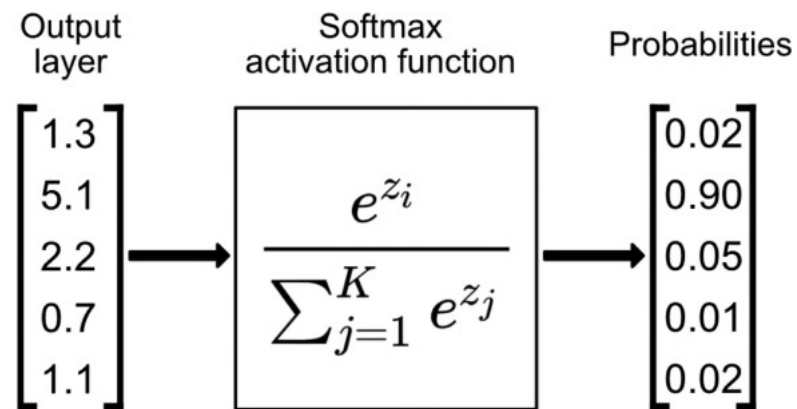 Output
layer
Softmax
activation function
Probabilities
1.3
5.1
2.2
0.7
1.1
e^{z_i}
∑_{j=1}^{K} e^{z_j}
0.02
0.90
0.05
0.01
0.02